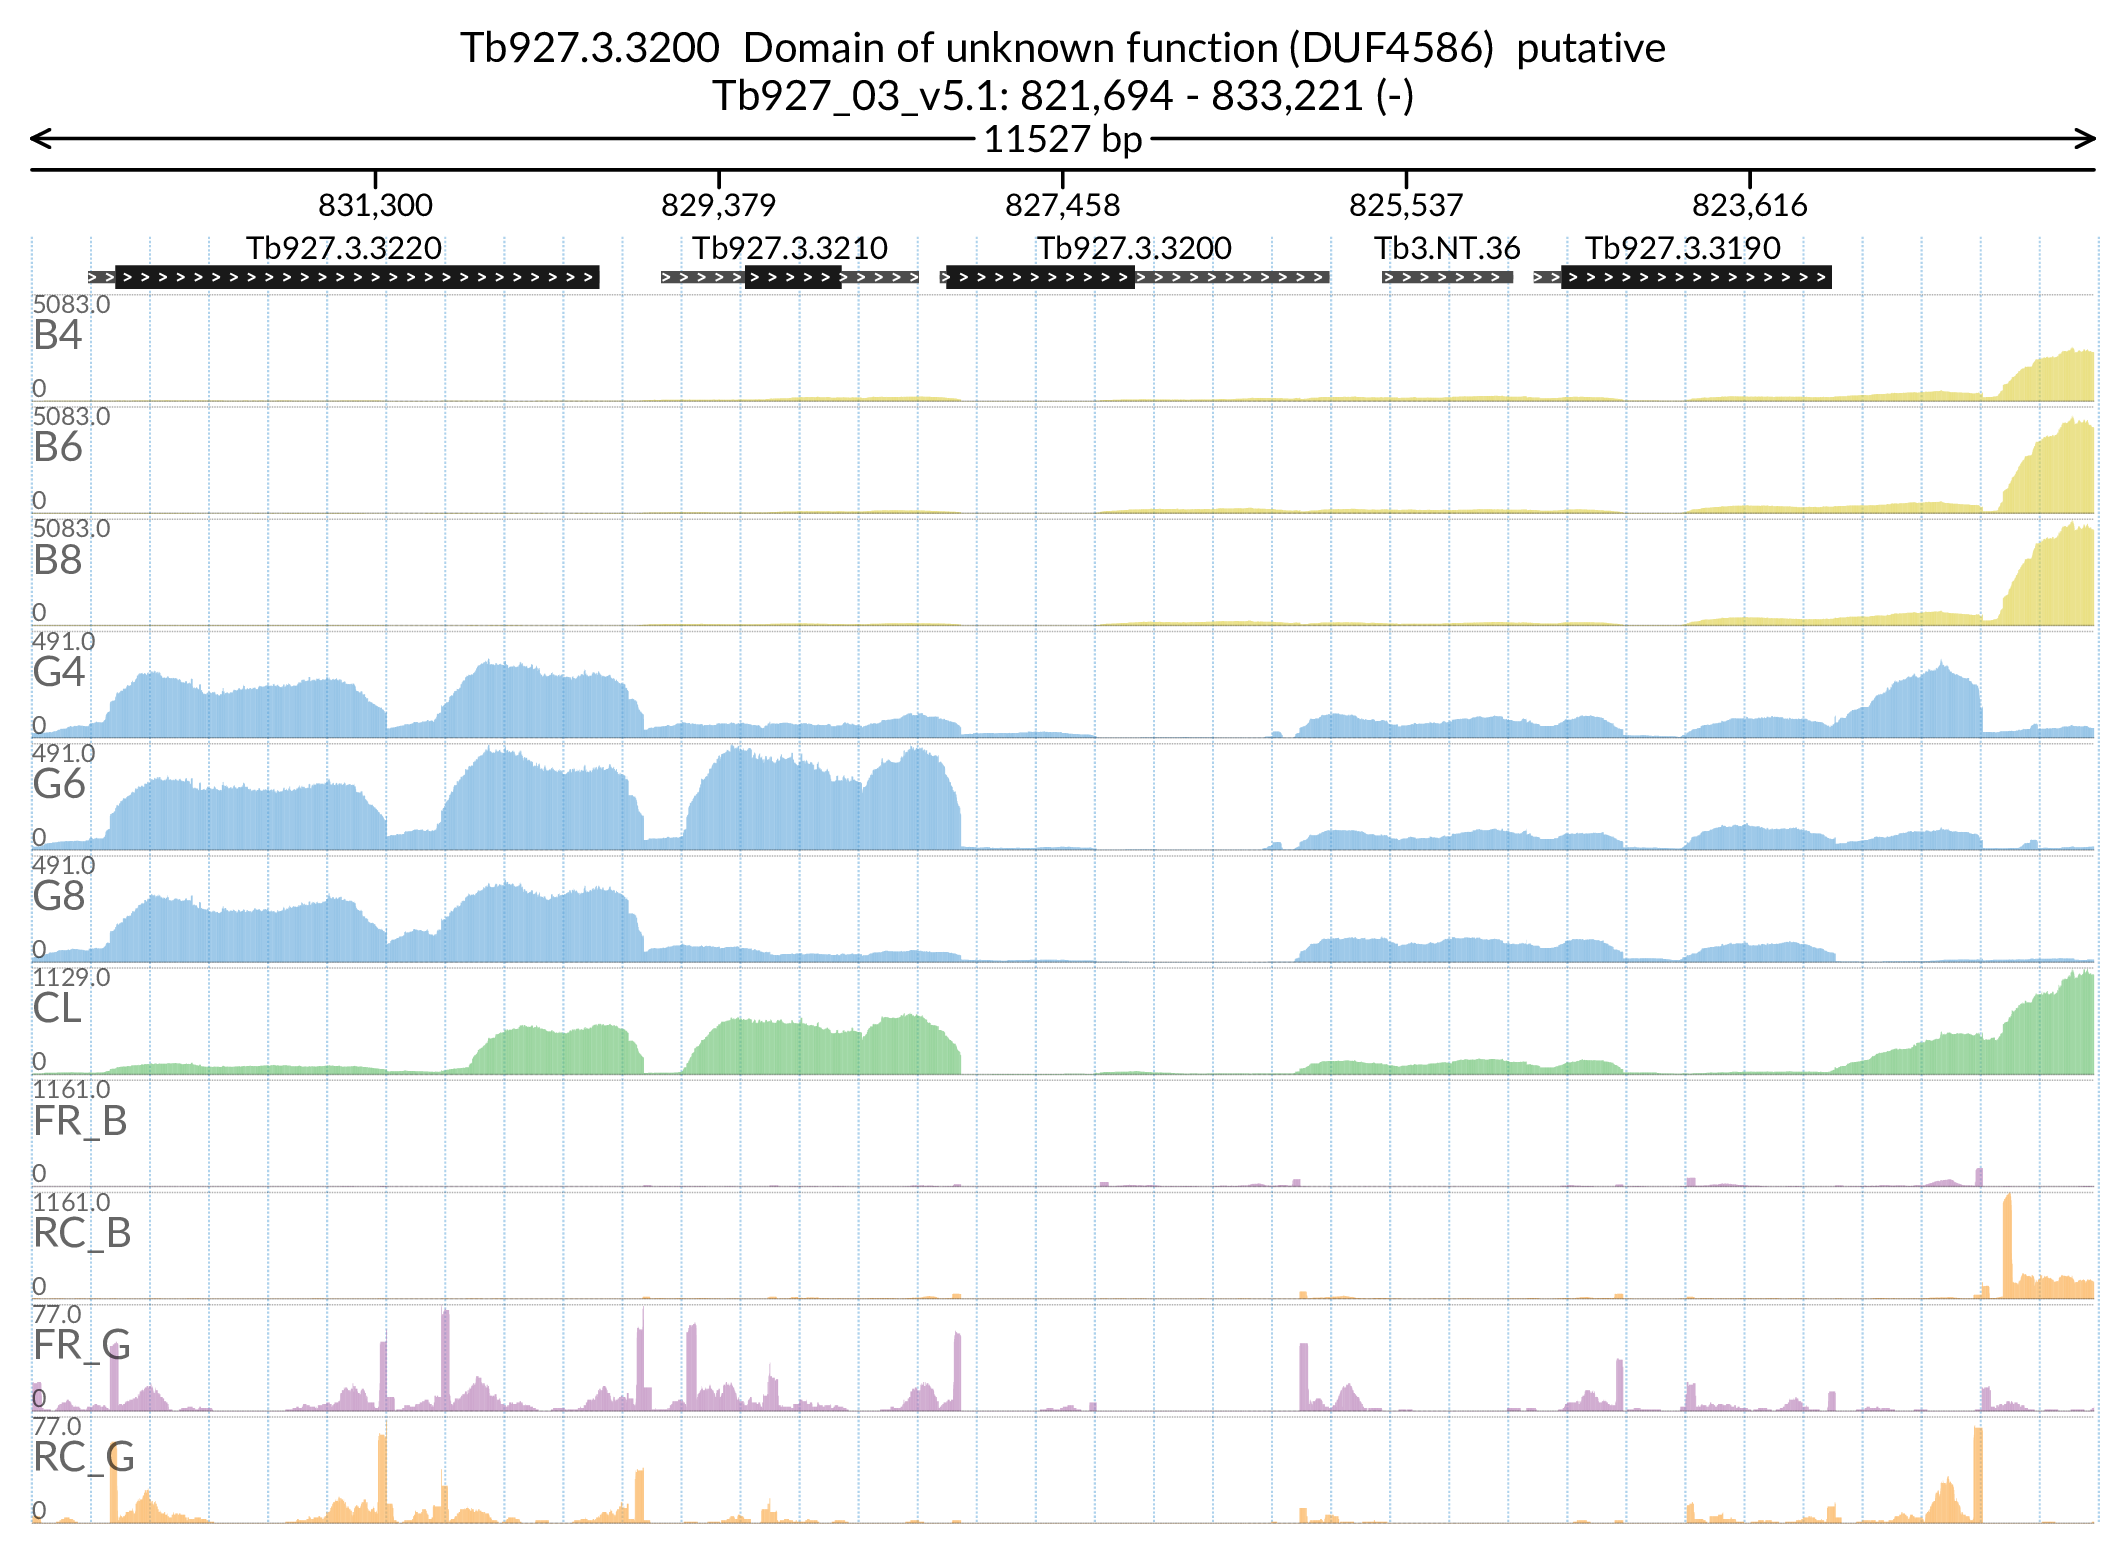 Tb927.3.3200  Domain of unknown function (DUF4586)  putative
Tb927_03_v5.1: 821,694 - 833,221 (-)
11527 bp
831,300 829,379 827,458 825,537 823,616
Tb927.3.3220 Tb927.3.3210 Tb927.3.3200 Tb3.NT.36 Tb927.3.3190
5083.0
B4
0
5083.0
B6
0
5083.0
B8
0
491.0
G4
0
491.0
G6
0
491.0
G8
0
1129.0
CL
0
1161.0
FR_B
0
1161.0
RC_B
0
77.0
FR_G
0
77.0
RC_G
0